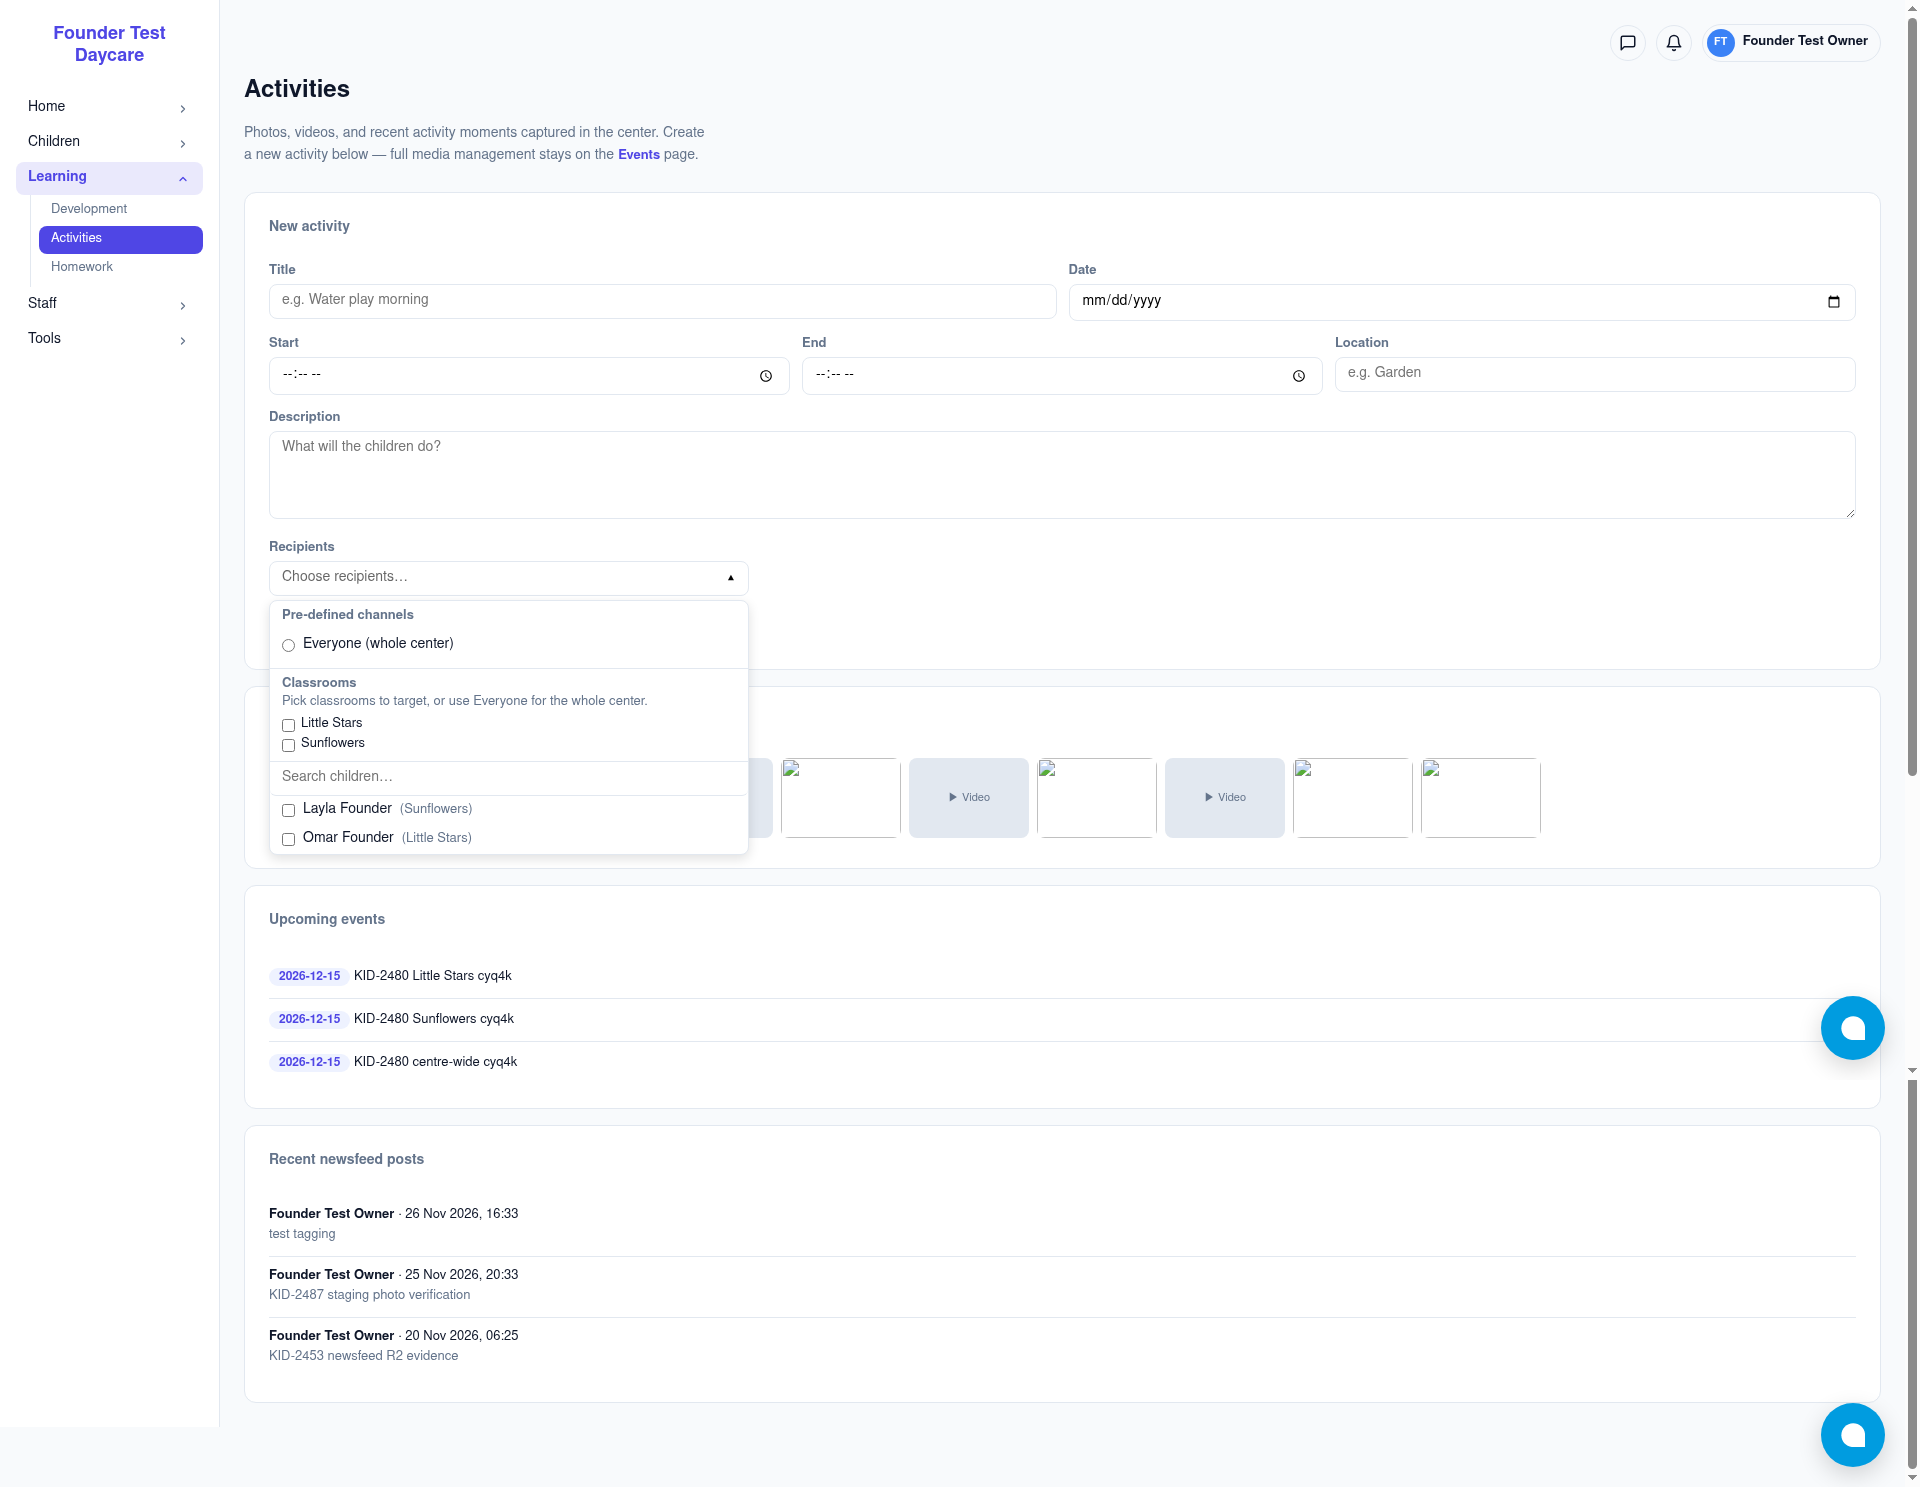 Founder Test
Daycare
Home
Children
Learning
Development
Activities
Homework
Staff
Tools
FT
Founder Test Owner
Activities
Photos, videos, and recent activity moments captured in the center. Create
a new activity below — full media management stays on the Events page.
New activity
Title
Date
e.g. Water play morning
mm/dd/yyyy
Start
End
Location
--:-- --
--:-- --
e.g. Garden
Description
What will the children do?
Recipients
Choose recipients…
Pre-defined channels
Everyone (whole center)
Classrooms
Pick classrooms to target, or use Everyone for the whole center.
Little Stars
Sunflowers
Search children…
Layla Founder (Sunflowers)
Omar Founder (Little Stars)
Video
Video
Upcoming events
2026-12-15 KID-2480 Little Stars cyq4k
2026-12-15 KID-2480 Sunflowers cyq4k
2026-12-15 KID-2480 centre-wide cyq4k
Recent newsfeed posts
Founder Test Owner · 26 Nov 2026, 16:33
test tagging
Founder Test Owner · 25 Nov 2026, 20:33
KID-2487 staging photo verification
Founder Test Owner · 20 Nov 2026, 06:25
KID-2453 newsfeed R2 evidence